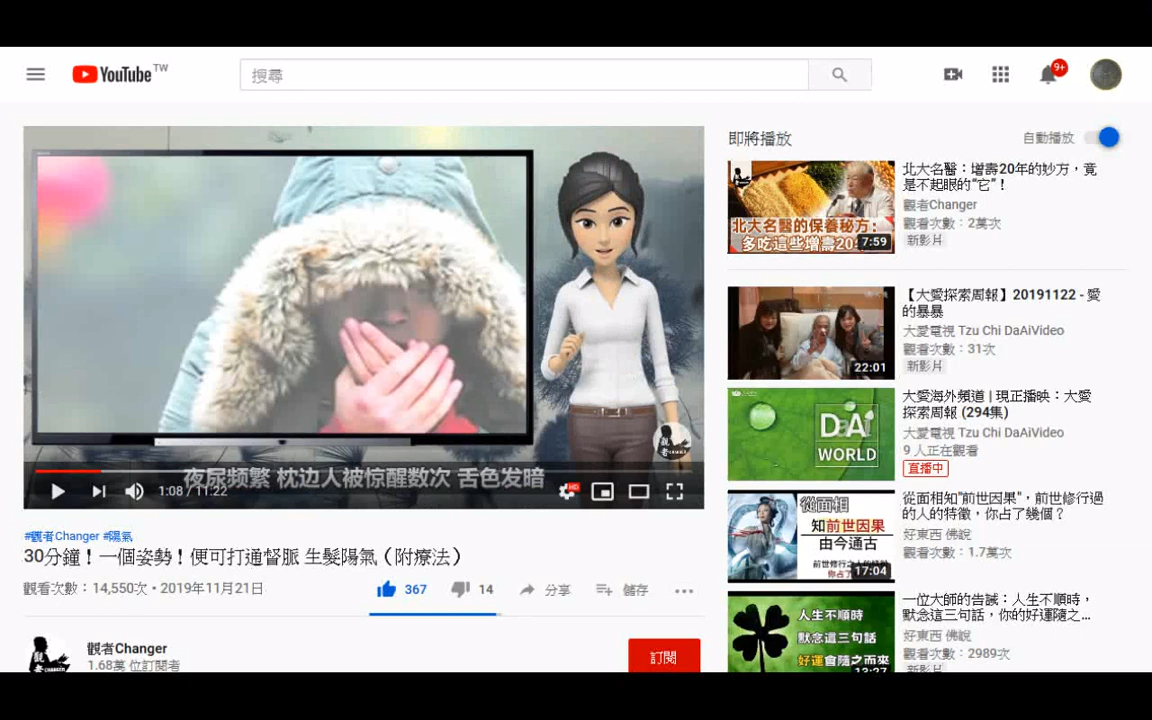 YouTube TW
搜尋
9+
夜尿频繁 枕边人被惊醒数次 舌色发暗
1:08 / 11:22
HD
#觀者Changer #陽氣
30分鐘！一個姿勢！便可打通督脈 生髮陽氣（附療法）
觀看次數：14,550次 • 2019年11月21日
367
14
分享
儲存
觀者Changer
1.68萬 位訂閱者
訂閱
即將播放
自動播放
北大名醫的保養秘方：
多吃這些增壽20
7:59
北大名醫：增壽20年的妙方，竟
是不起眼的“它”！
觀者Changer
觀看次數：2萬次
新影片
22:01
【大愛探索周報】20191122 - 愛
的暴暴
大愛電視 Tzu Chi DaAiVideo
觀看次數：31次
新影片
DaAi
WORLD
大愛海外頻道 | 現正播映：大愛
探索周報 (294集)
大愛電視 Tzu Chi DaAiVideo
9 人正在觀看
直播中
從面相
知前世因果
由今通古
17:04
從面相知"前世因果"，前世修行過
的人的特徵，你占了幾個？
好東西 佛說
觀看次數：1.7萬次
人生不順時
默念這三句話
好運會隨之而來
13:27
一位大師的告誡：人生不順時，
默念這三句話，你的好運隨之...
好東西 佛說
觀看次數：2989次
新影片